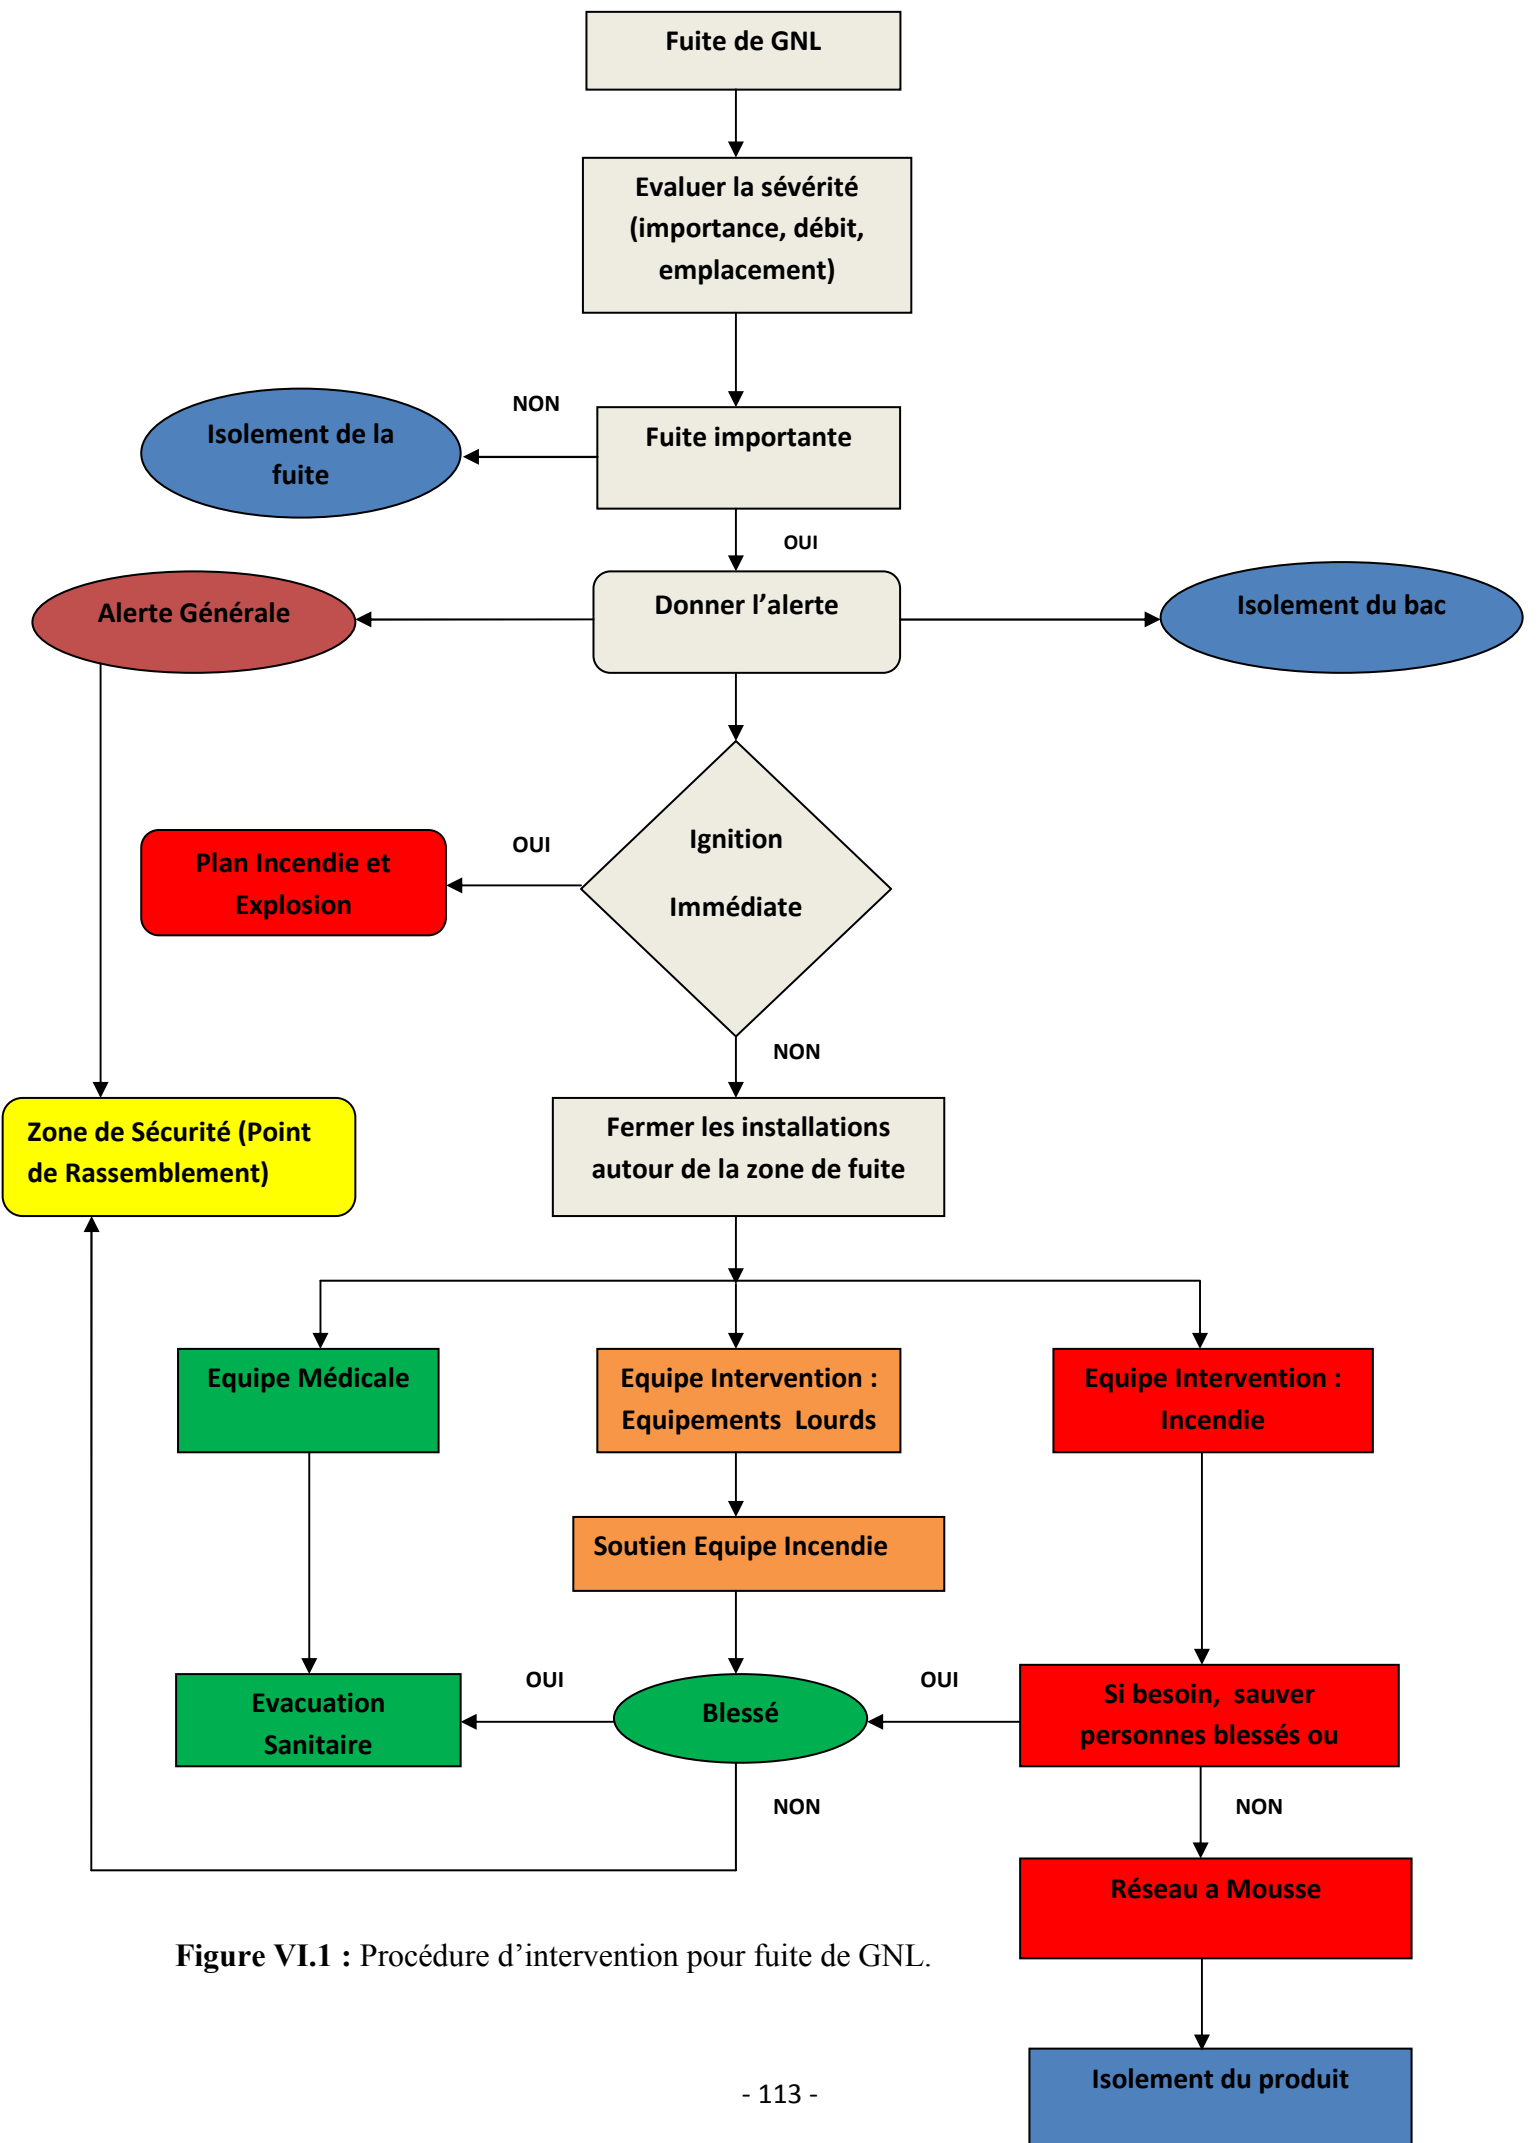 Fuite de GNL
Evaluer la sévérité
(importance, débit,
emplacement)
NON
Isolement de la
fuite
Fuite importante
OUI
Alerte Générale
Donner l’alerte
Isolement du bac
Ignition
Immédiate
OUI
Plan Incendie et
Explosion
NON
Zone de Sécurité (Point
de Rassemblement)
Fermer les installations
autour de la zone de fuite
Equipe Médicale
Equipe Intervention :
Equipements  Lourds
Equipe Intervention :
Incendie
Soutien Equipe Incendie
Evacuation
Sanitaire
OUI
Blessé
OUI
Si besoin,  sauver
personnes blessés ou
NON
NON
Réseau a Mousse
Figure VI.1 : Procédure d’intervention pour fuite de GNL.
Isolement du produit
- 113 -